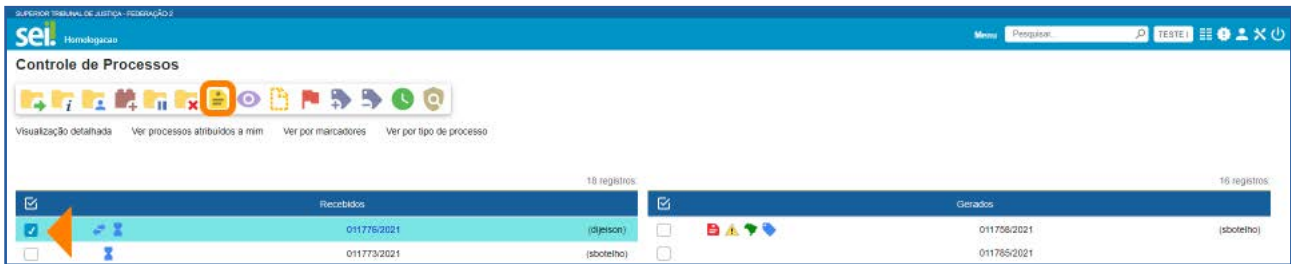 SUPERIOR TRIBUNAL DE JUSTIÇA - FEDERAÇÃO 2
sei. Homologacao Menu Pesquisar... TESTE I
Controle de Processos
Visualização detalhada Ver processos atribuídos a mim Ver por marcadores Ver por tipo de processo
18 registros: 16 registros:
Recebidos Gerados
011776/2021 (dijeison) 011758/2021 (sbotelho)
011773/2021 (sbotelho) 011785/2021